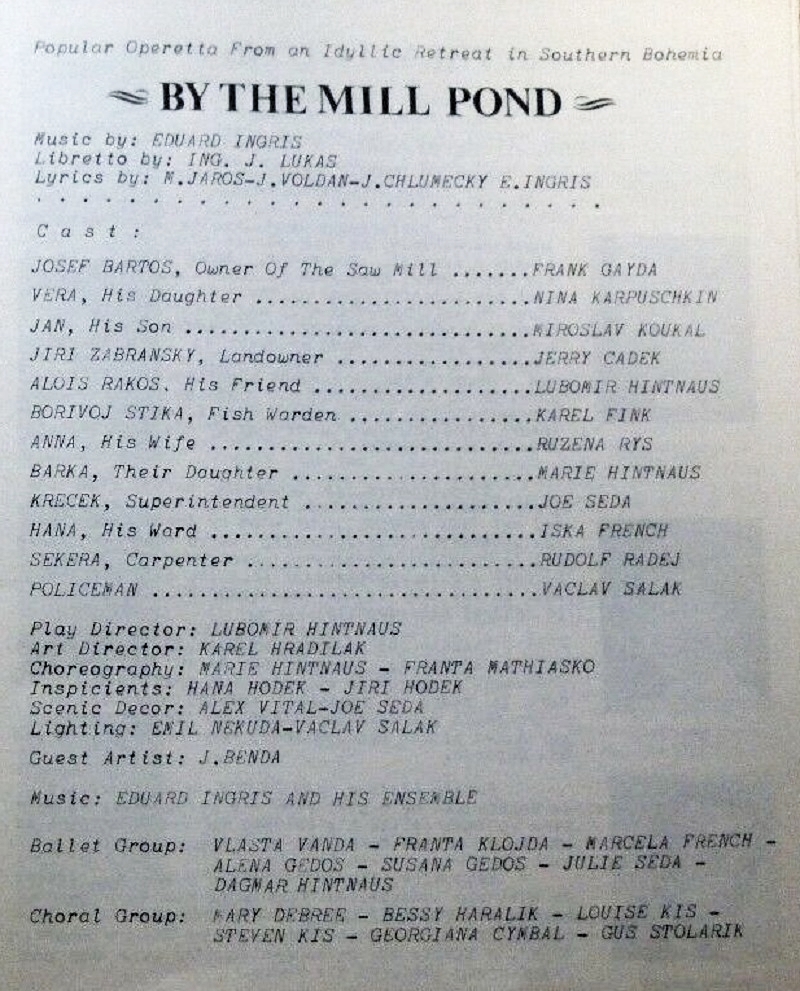 Popular Operetta From an Idyllic Retreat in Southern Bohemia
BY THE MILL POND
Music by: EDUARD INGRIS
Libretto by: ING. J. LUKAS
Lyrics by: M.JAROS-J.VOLDAN-J.CHLUMECKY E.INGRIS
. . . . . . . . . . . . . . . . . . . . . . . . . .
C a s t :
JOSEF BARTOS, Owner Of The Saw Mill .......FRANK GAYDA
VERA, His Daughter .........................NINA KARPUSCHKIN
JAN, His Son ...............................MIROSLAV KOUKAL
JIRI ZABRANSKY, Landowner ..................JERRY CADEK
ALOIS RAKOS, His Friend ....................LUBOMIR HINTNAUS
BORIVOJ STIKA, Fish Warden .................KAREL FINK
ANNA, His Wife .............................RUZENA RYS
BARKA, Their Daughter ......................MARIE HINTNAUS
KRECEK, Superintendent .....................JOE SEDA
HANA, His Ward .............................ISKA FRENCH
SEKERA, Carpenter ..........................RUDOLF RADEJ
POLICEMAN ..................................VACLAV SALAK
Play Director: LUBOMIR HINTNAUS
Art Director: KAREL HRADILAK
Choreography: MARIE HINTNAUS - FRANTA MATHIASKO
Inspicients: HANA HODEK - JIRI HODEK
Scenic Decor: ALEX VITAL-JOE SEDA
Lighting: EMIL NEKUDA-VACLAV SALAK
Guest Artist: J.BENDA
Music: EDUARD INGRIS AND HIS ENSEMBLE
Ballet Group: VLASTA VANDA - FRANTA KLOJDA - MARCELA FRENCH -
ALENA GEDOS - SUSANA GEDOS - JULIE SEDA -
DAGMAR HINTNAUS
Choral Group: MARY DEBREE - BESSY HARALIK - LOUISE KIS -
STEVEN KIS - GEORGIANA CYMBAL - GUS STOLARIK